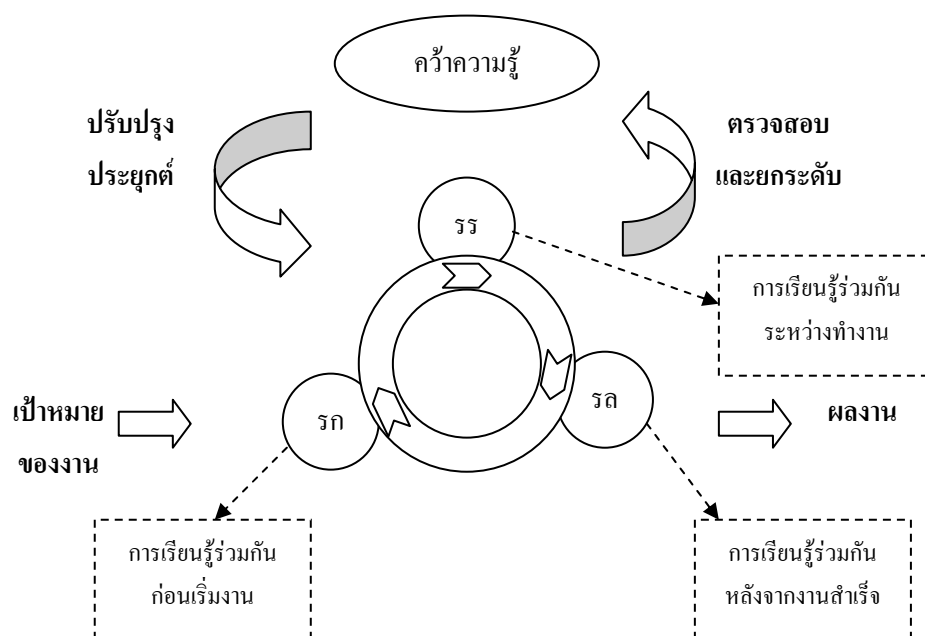 คว้าความรู้
ปรับปรุง
ประยุกต์
ตรวจสอบ
และยกระดับ
รร
การเรียนรู้ร่วมกัน
ระหว่างทำงาน
เป้าหมาย
ของงาน
รก
รล
ผลงาน
การเรียนรู้ร่วมกัน
ก่อนเริ่มงาน
การเรียนรู้ร่วมกัน
หลังจากงานสำเร็จ